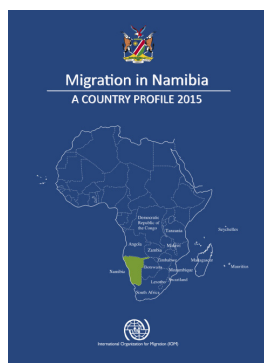 Migration in Namibia
A COUNTRY PROFILE 2015
Democratic
Republic of
the Congo
Tanzania
Seychelles
Angola
Malawi
Zambia
Zimbabwe
Madagascar
Namibia
Botswana
Mozambique
Mauritius
Lesotho
Swaziland
South Africa
International Organization for Migration (IOM)